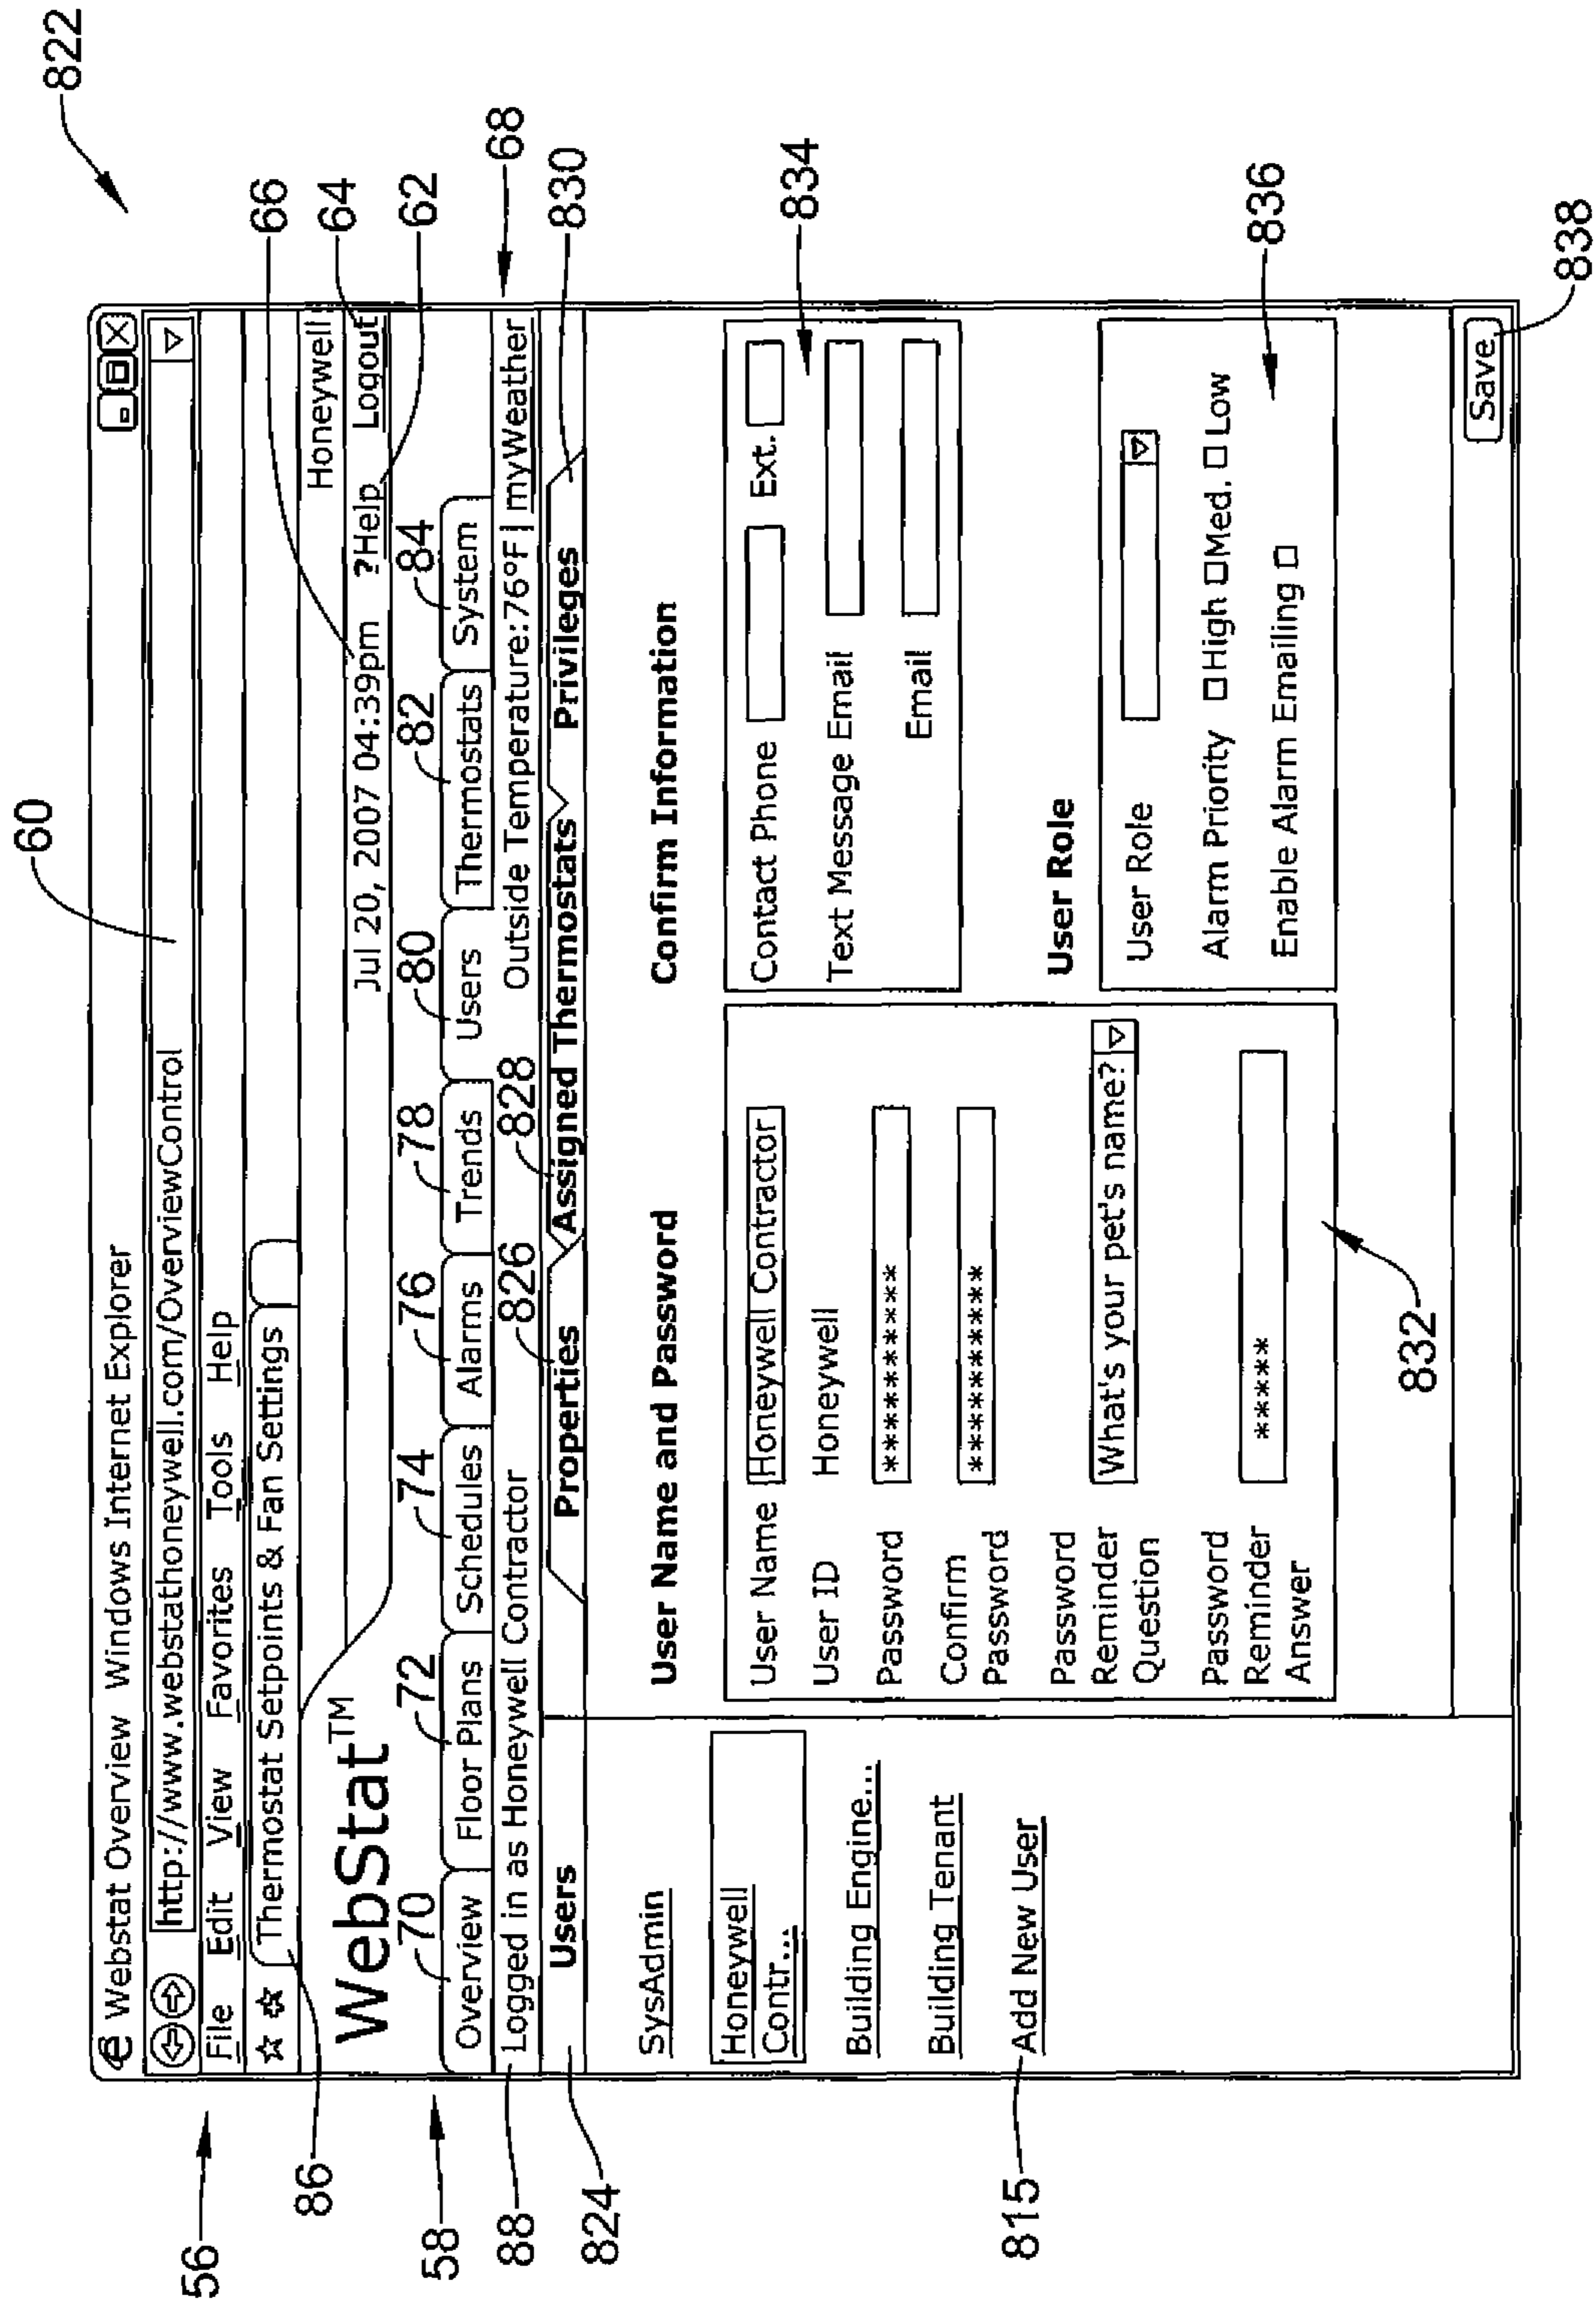 822
60
Webstat Overview Windows Internet Explorer
http://www.webstathoneywell.com/OverviewControl
56
File Edit View Favorites Tools Help
66
86
Thermostat Setpoints & Fan Settings
64
Honeywell
WebStat™
Jul 20, 2007 04:39pm ?Help Logout
62
58
70 72 74 76 78 80 82 84
Overview Floor Plans Schedules Alarms Trends Users Thermostats System
68
88
Logged in as Honeywell Contractor
Outside Temperature:76°F | myWeather
826 828 830
824
Users
Properties Assigned Thermostats Privileges
SysAdmin
Honeywell
Contr...
Building Engine...
Building Tenant
815
Add New User
User Name and Password
User Name Honeywell Contractor
User ID Honeywell
Password ***********
Confirm
Password ***********
Password
Reminder
Question
What's your pet's name?
Password
Reminder
Answer
*****
832
Confirm Information
Contact Phone Ext.
834
Text Message Email
Email
User Role
User Role
Alarm Priority High Med. Low
Enable Alarm Emailing
836
Save
838